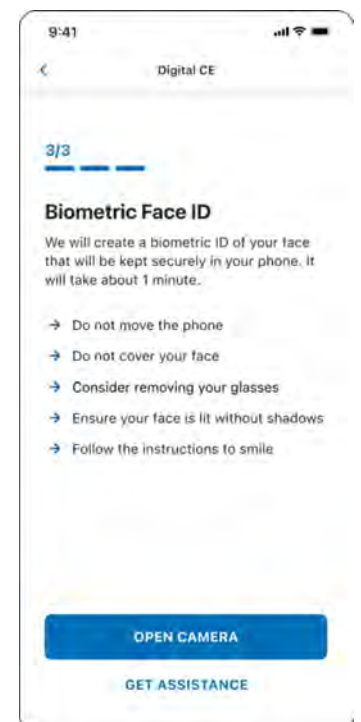 9:41
Digital CE
3/3
Biometric Face ID
We will create a biometric ID of your face
that will be kept securely in your phone. It
will take about 1 minute.
→ Do not move the phone
→ Do not cover your face
→ Consider removing your glasses
→ Ensure your face is lit without shadows
→ Follow the instructions to smile
OPEN CAMERA
GET ASSISTANCE